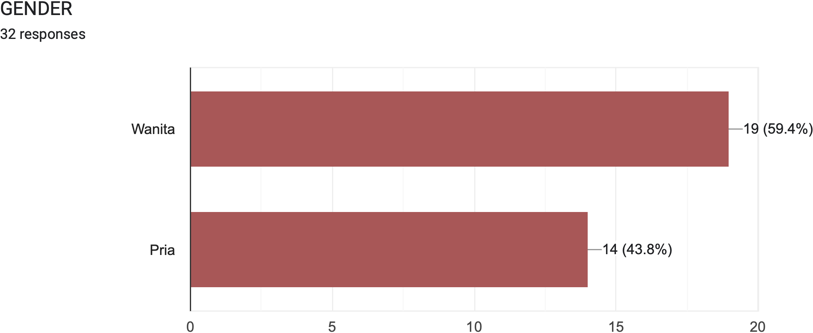 GENDER
32 responses
Wanita
19 (59.4%)
Pria
14 (43.8%)
0 5 10 15 20